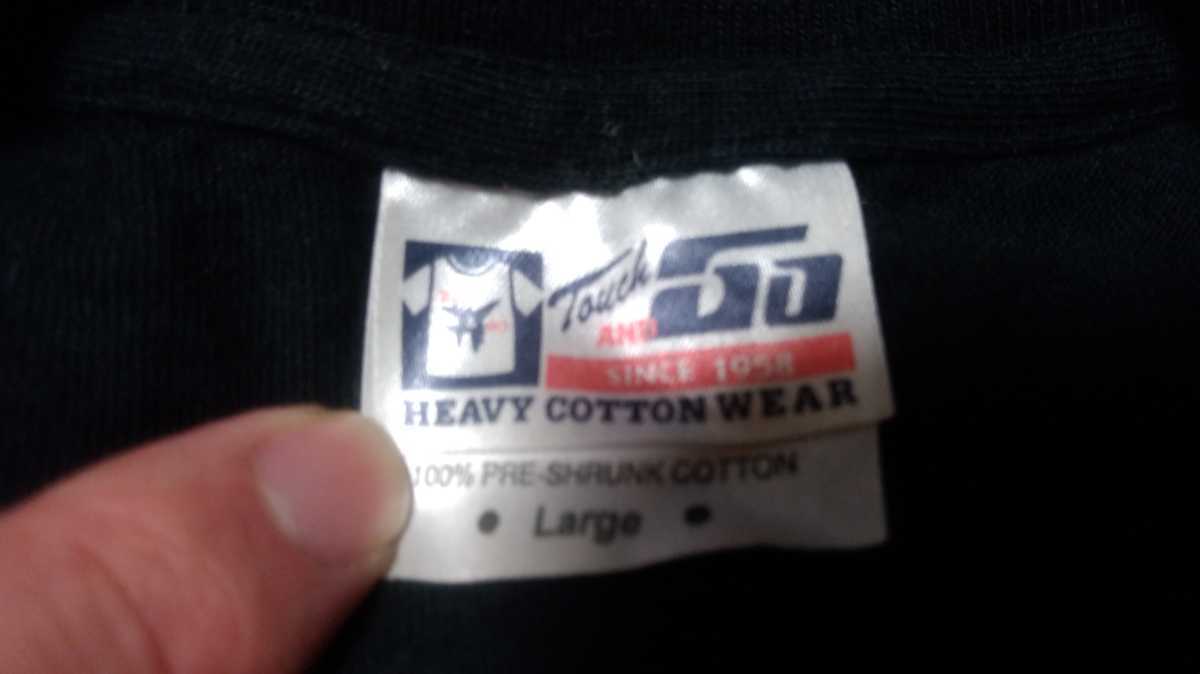 Touch
AND GO
SINCE 1958
HEAVY COTTON WEAR
100% PRE-SHRUNK COTTON
• Large •